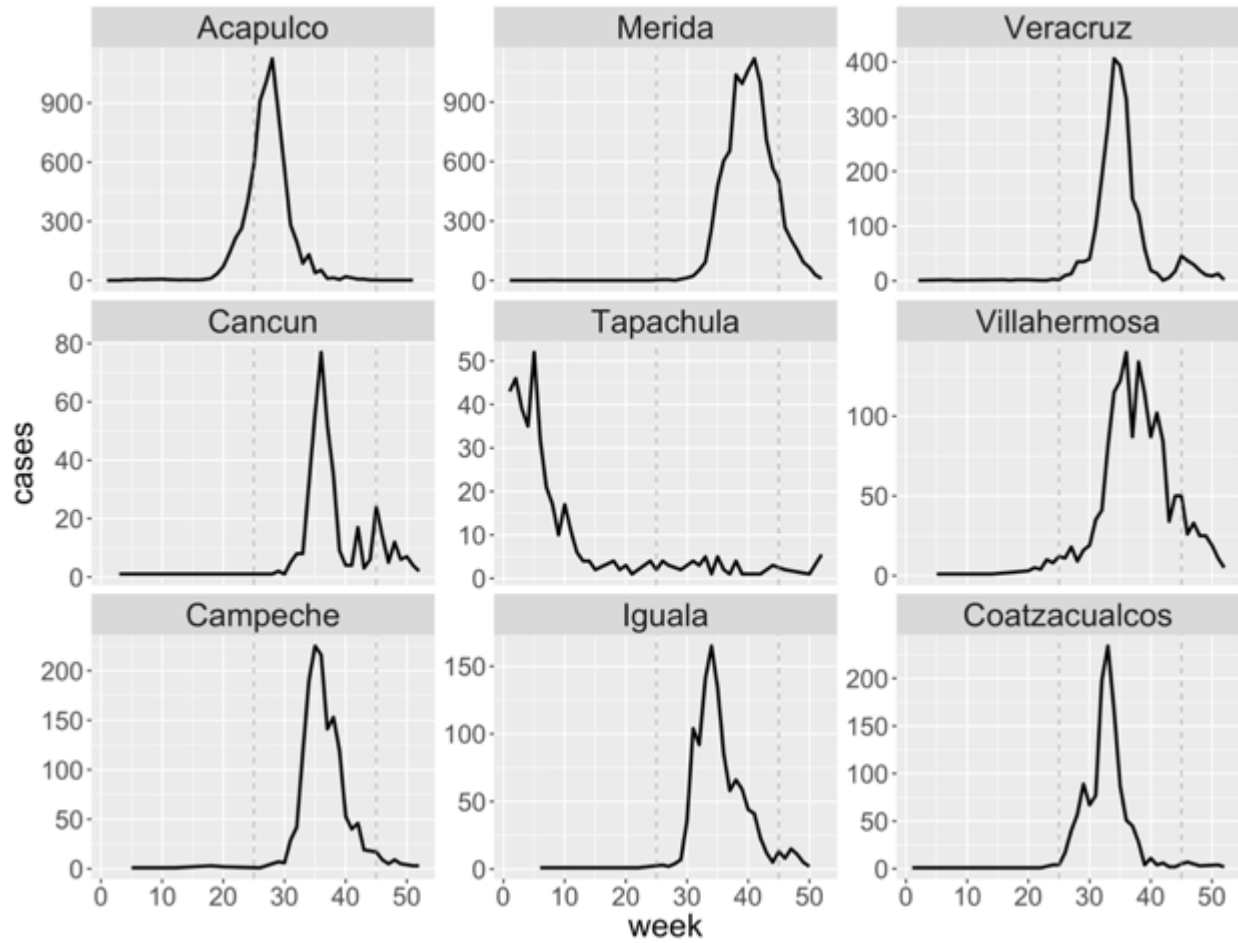 Acapulco Merida Veracruz
900 900 400
600 600 300
300 300 200
100
0 0 0
Cancun Tapachula Villahermosa
80
60
40
20
0
50
40
30
20
10
0
100
50
0
cases
Campeche Iguala Coatzacualcos
200
150
100
50
0
150
100
50
0
200
150
100
50
0
0 10 20 30 40 50 0 10 20 30 40 50 0 10 20 30 40 50
week